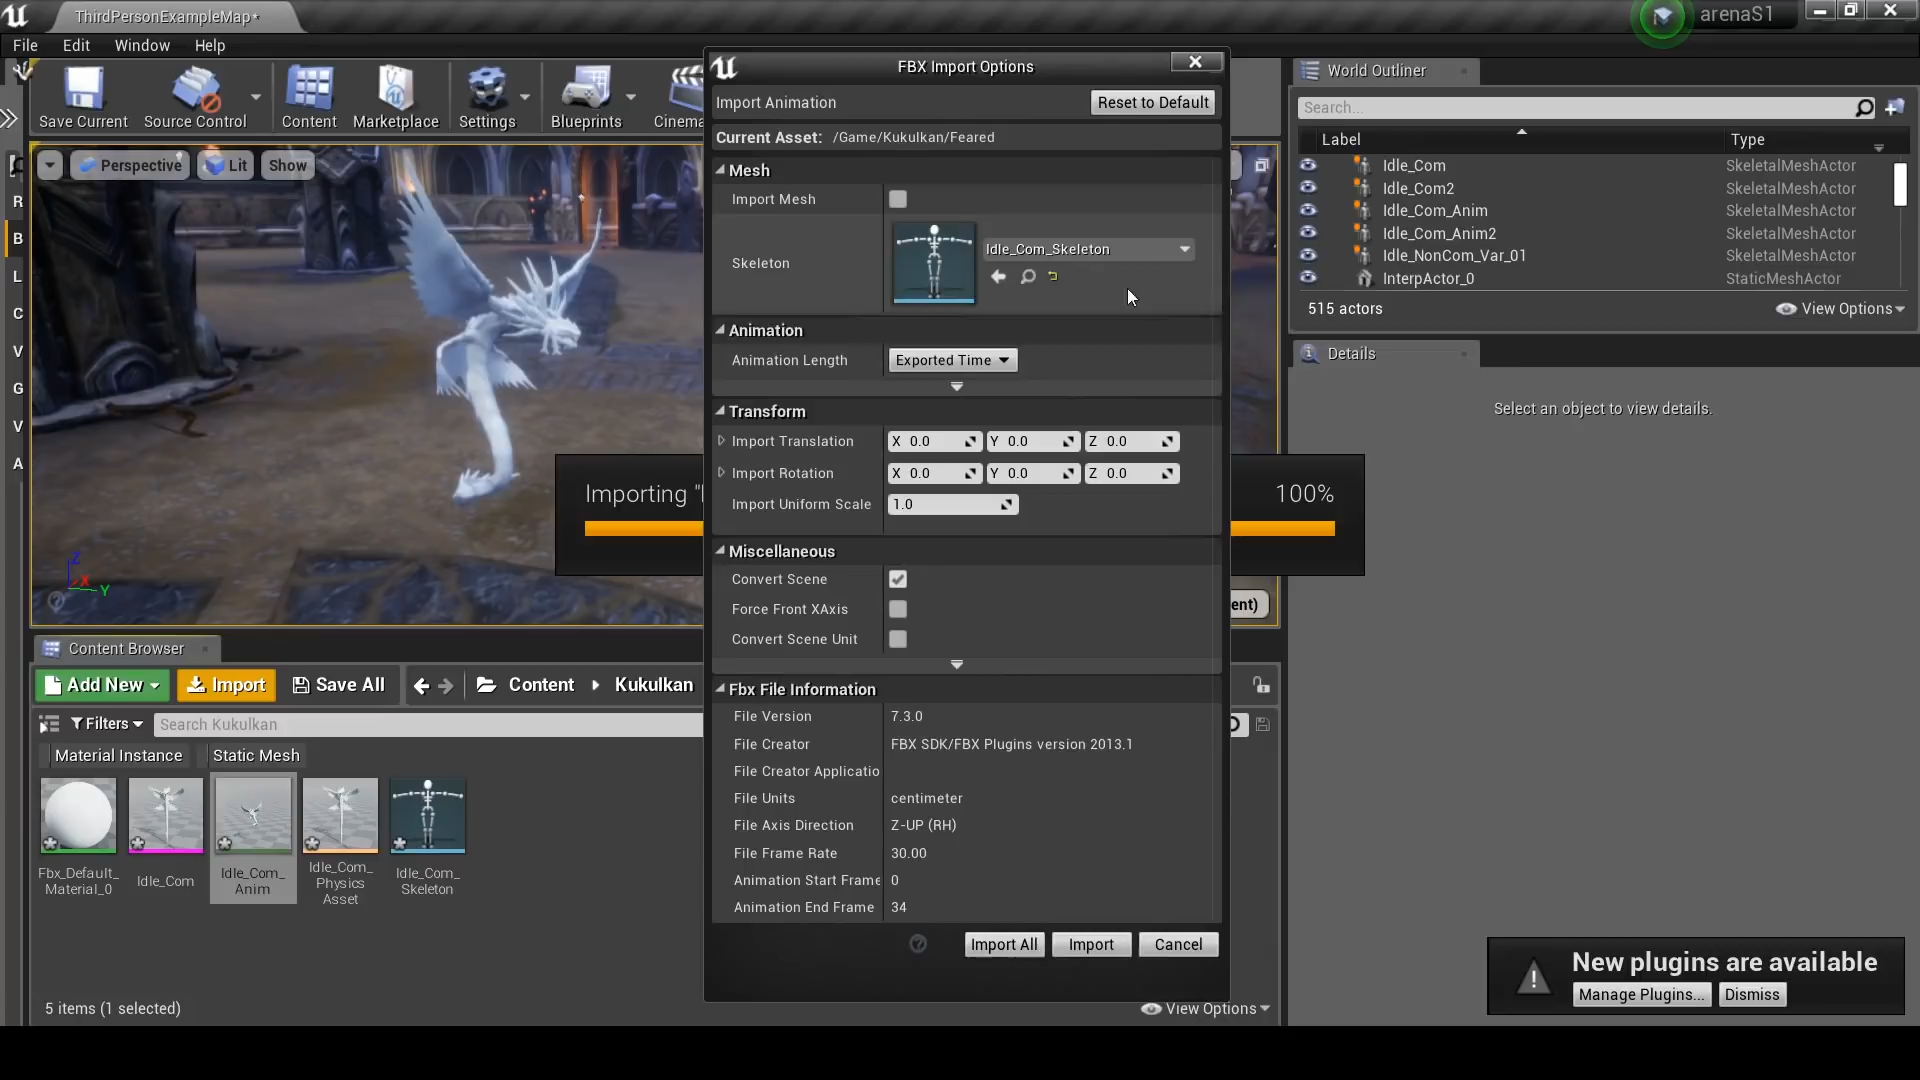 ThirdPersonExampleMap*
arenaS1
File Edit Window Help
Save Current
Source Control
Content
Marketplace
Settings
Blueprints
Cinema
Perspective
Lit
Show
R
B
L
C
V
G
V
A
FBX Import Options
Import Animation
Reset to Default
Current Asset: /Game/Kukulkan/Feared
Mesh
Import Mesh
Skeleton
Idle_Com_Skeleton
Animation
Animation Length
Exported Time
Transform
Import Translation X 0.0 Y 0.0 Z 0.0
Import Rotation X 0.0 Y 0.0 Z 0.0
Import Uniform Scale 1.0
Miscellaneous
Convert Scene
Force Front XAxis
Convert Scene Unit
Fbx File Information
File Version 7.3.0
File Creator FBX SDK/FBX Plugins version 2013.1
File Creator Applicatio
File Units centimeter
File Axis Direction Z-UP (RH)
File Frame Rate 30.00
Animation Start Frame 0
Animation End Frame 34
Import All
Import
Cancel
Importing "
100%
ent)
World Outliner
Search...
Label Type
Idle_Com SkeletalMeshActor
Idle_Com2 SkeletalMeshActor
Idle_Com_Anim SkeletalMeshActor
Idle_Com_Anim2 SkeletalMeshActor
Idle_NonCom_Var_01 SkeletalMeshActor
InterpActor_0 StaticMeshActor
515 actors
View Options
Details
Select an object to view details.
Content Browser
Add New
Import
Save All
Content
Kukulkan
Filters
Search Kukulkan
Material Instance
Static Mesh
Fbx_Default_
Material_0
Idle_Com
Idle_Com_
Anim
Idle_Com_
Physics
Asset
Idle_Com_
Skeleton
5 items (1 selected)
View Options
New plugins are available
Manage Plugins...
Dismiss